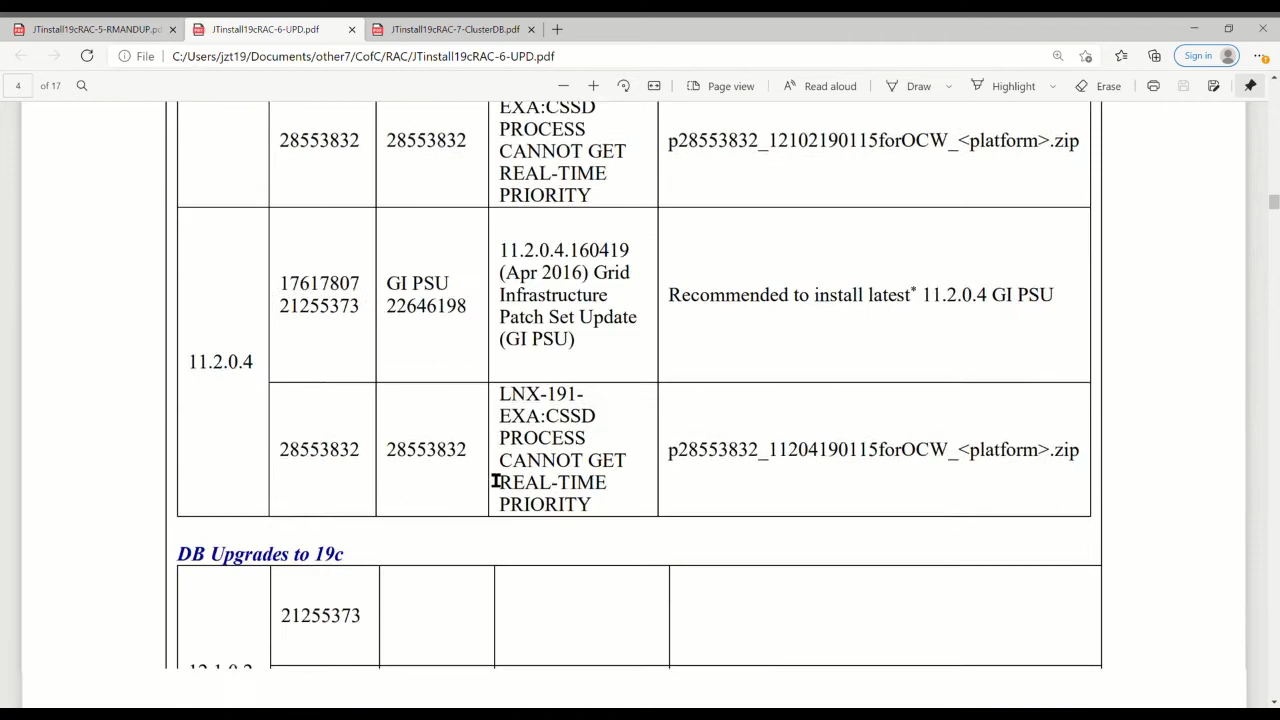 JTinstall19cRAC-5-RMANDUP.pd
JTinstall19cRAC-6-UPD.pdf
JTinstall19cRAC-7-ClusterDB.pdf
File
C:/Users/jzt19/Documents/other7/CofC/RAC/JTinstall19cRAC-6-UPD.pdf
Sign in
4 of 17
Page view
Read aloud
Draw
Highlight
Erase
28553832
28553832
EXA:CSSD
PROCESS
CANNOT GET
REAL-TIME
PRIORITY
p28553832_12102190115forOCW_<platform>.zip
11.2.0.4
17617807
21255373
GI PSU
22646198
11.2.0.4.160419
(Apr 2016) Grid
Infrastructure
Patch Set Update
(GI PSU)
Recommended to install latest* 11.2.0.4 GI PSU
28553832
28553832
LNX-191-
EXA:CSSD
PROCESS
CANNOT GET
REAL-TIME
PRIORITY
p28553832_11204190115forOCW_<platform>.zip
DB Upgrades to 19c
21255373